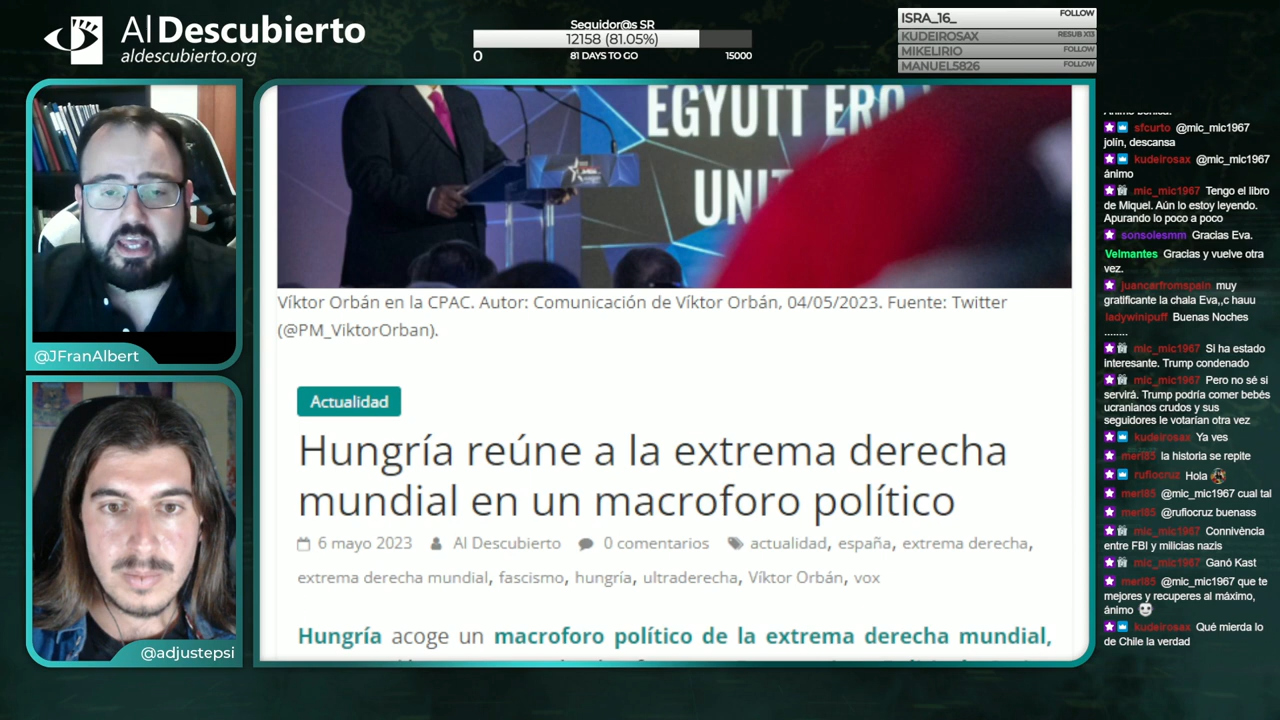 Al Descubierto
aldescubierto.org
Seguidor@s SR
12158 (81.05%)
0
81 DAYS TO GO
15000
ISRA_16_ FOLLOW
KUDEIROSAX RESUB X13
MIKELIRIO FOLLOW
MANUEL5826 FOLLOW
@JFranAlbert
@adjustepsi
EGYÜTT
Víktor Orbán en la CPAC. Autor: Comunicación de Víktor Orbán, 04/05/2023. Fuente: Twitter
(@PM_ViktorOrban).
Actualidad
Hungría reúne a la extrema derecha
mundial en un macroforo político
6 mayo 2023 Al Descubierto 0 comentarios actualidad, españa, extrema derecha,
extrema derecha mundial, fascismo, hungría, ultraderecha, Víktor Orbán, vox
Hungría acoge un macroforo político de la extrema derecha mundial,
sfcurto @mic_mic1967
jolín, descansa
kudeirosax @mic_mic1967
ánimo
mic_mic1967 Tengo el libro
de Miquel. Aún lo estoy leyendo.
Apurando lo poco a poco
sonsolesmm Gracias Eva.
Velmantes Gracias y vuelve otra
vez.
juancarfromspain muy
gratificante la chala Eva,,c hauu
ladywinipuff Buenas Noches
........
mic_mic1967 Si ha estado
interesante. Trump condenado
mic_mic1967 Pero no sé si
servirá. Trump podría comer bebés
ucranianos crudos y sus
seguidores le votarían otra vez
kudeirosax Ya ves
meri85 la historia se repite
rufiocruz Hola
meri85 @mic_mic1967 cual tal
meri85 @rufiocruz buenass
mic_mic1967 Connivència
entre FBI y milicias nazis
mic_mic1967 Ganó Kast
meri85 @mic_mic1967 que te
mejores y recuperes al máximo,
ánimo
kudeirosax Qué mierda lo
de Chile la verdad